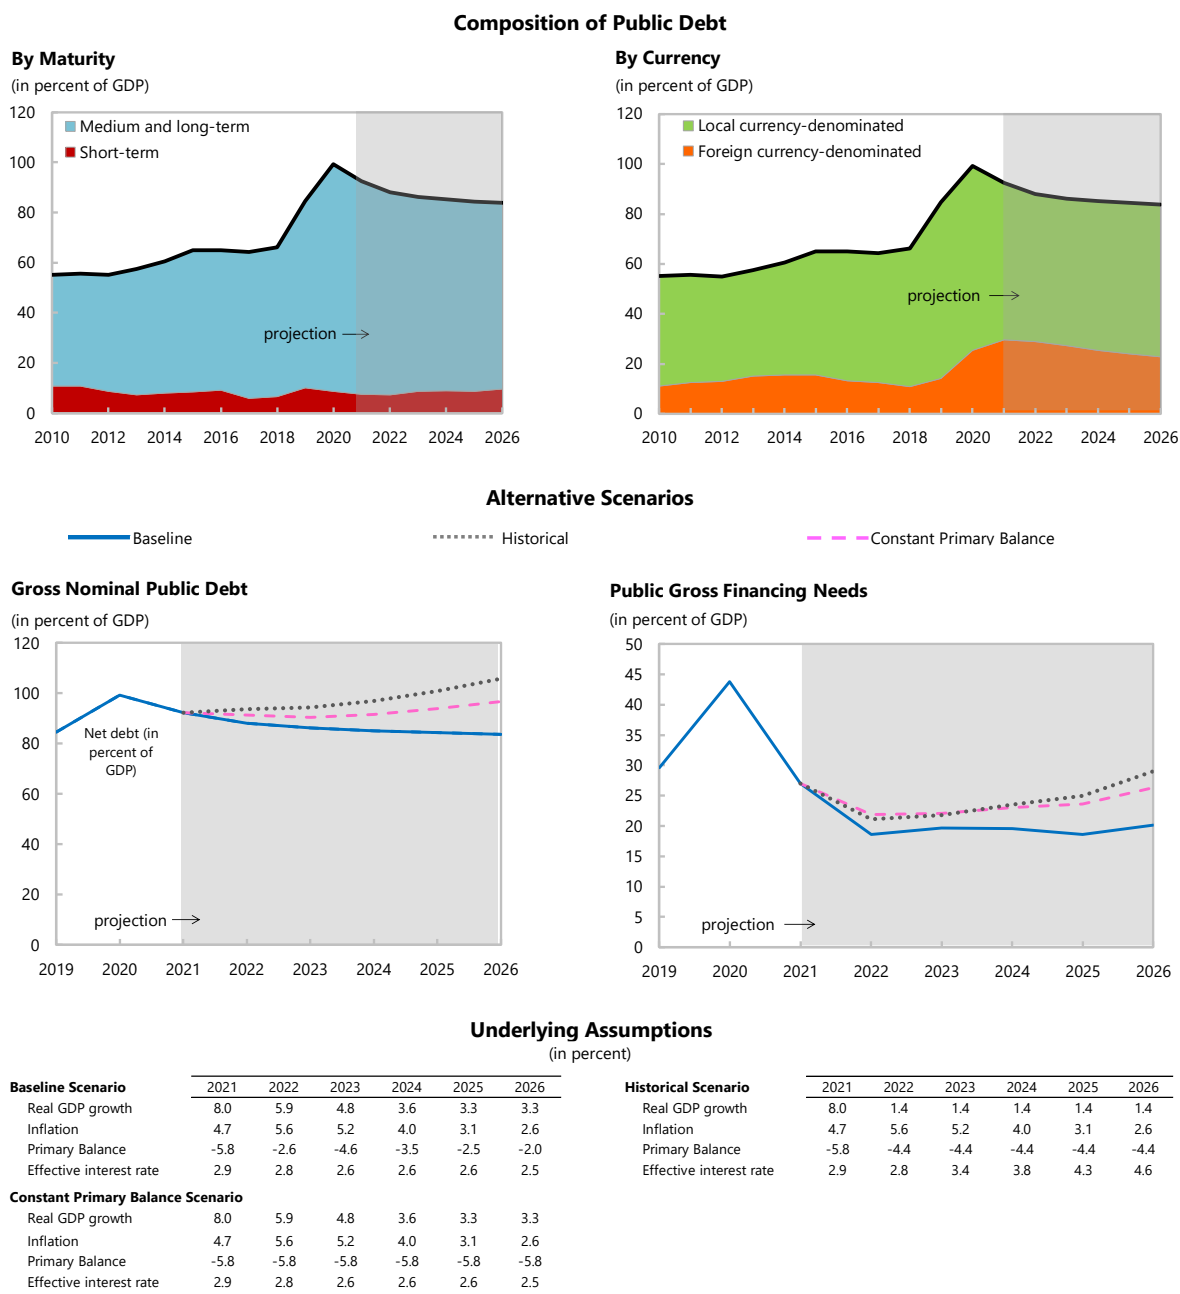 Composition of Public Debt
By Maturity
(in percent of GDP)
120
100
80
60
40
20
0
Medium and long-term
Short-term
projection
2010 2012 2014 2016 2018 2020 2022 2024 2026
By Currency
(in percent of GDP)
120
100
80
60
40
20
0
Local currency-denominated
Foreign currency-denominated
projection
2010 2012 2014 2016 2018 2020 2022 2024 2026
Alternative Scenarios
Baseline
Historical
Constant Primary Balance
Gross Nominal Public Debt
(in percent of GDP)
120
100
80
60
40
20
0
Net debt (in
percent of
GDP)
projection
2019 2020 2021 2022 2023 2024 2025 2026
Public Gross Financing Needs
(in percent of GDP)
50
45
40
35
30
25
20
15
10
5
0
projection
2019 2020 2021 2022 2023 2024 2025 2026
Underlying Assumptions
(in percent)
Baseline Scenario 2021 2022 2023 2024 2025 2026
Real GDP growth 8.0 5.9 4.8 3.6 3.3 3.3
Inflation 4.7 5.6 5.2 4.0 3.1 2.6
Primary Balance -5.8 -2.6 -4.6 -3.5 -2.5 -2.0
Effective interest rate 2.9 2.8 2.6 2.6 2.6 2.5
Constant Primary Balance Scenario
Real GDP growth 8.0 5.9 4.8 3.6 3.3 3.3
Inflation 4.7 5.6 5.2 4.0 3.1 2.6
Primary Balance -5.8 -5.8 -5.8 -5.8 -5.8 -5.8
Effective interest rate 2.9 2.8 2.6 2.6 2.6 2.5
Historical Scenario 2021 2022 2023 2024 2025 2026
Real GDP growth 8.0 1.4 1.4 1.4 1.4 1.4
Inflation 4.7 5.6 5.2 4.0 3.1 2.6
Primary Balance -5.8 -4.4 -4.4 -4.4 -4.4 -4.4
Effective interest rate 2.9 2.8 3.4 3.8 4.3 4.6